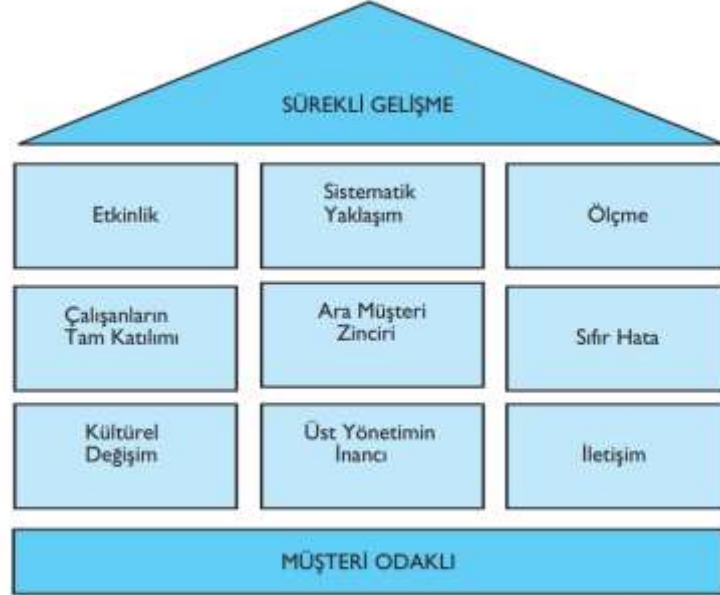 SÜREKLİ GELİŞME
Etkinlik
Sistematik
Yaklaşım
Ölçme
Çalışanların
Tam Katılımı
Ara Müşteri
Zinciri
Sıfır Hata
Kültürel
Değişim
Üst Yönetimin
İnancı
İletişim
MÜŞTERİ ODAKLI